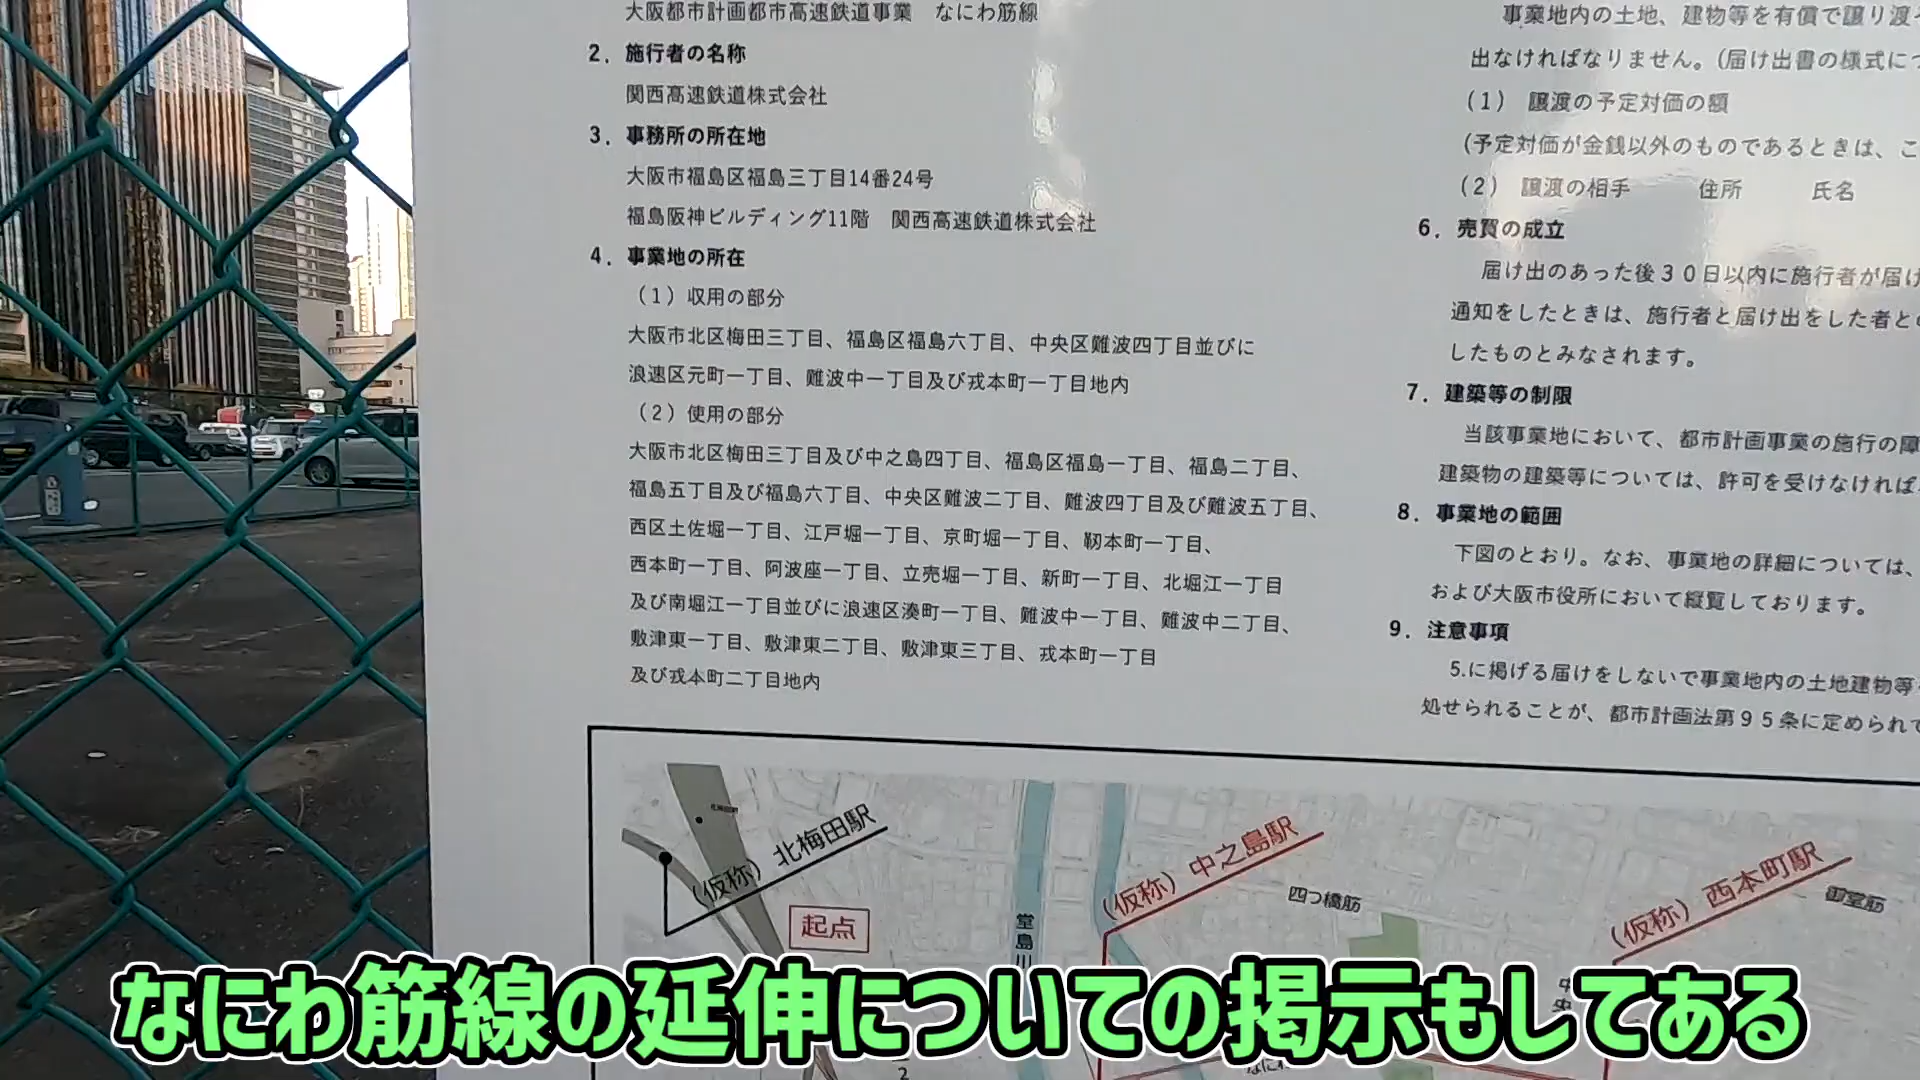 大阪都市計画都市高速鉄道事業　なにわ筋線
2．施行者の名称
関西高速鉄道株式会社
3．事務所の所在地
大阪市福島区福島三丁目14番24号
福島阪神ビルディング11階　関西高速鉄道株式会社
4．事業地の所在
（1）収用の部分
大阪市北区梅田三丁目、福島区福島六丁目、中央区難波四丁目並びに
浪速区元町一丁目、難波中一丁目及び戎本町一丁目地内
（2）使用の部分
大阪市北区梅田三丁目及び中之島四丁目、福島区福島一丁目、福島二丁目、
福島五丁目及び福島六丁目、中央区難波二丁目、難波四丁目及び難波五丁目、
西区土佐堀一丁目、江戸堀一丁目、京町堀一丁目、靭本町一丁目、
西本町一丁目、阿波座一丁目、立売堀一丁目、新町一丁目、北堀江一丁目
及び南堀江一丁目並びに浪速区湊町一丁目、難波中一丁目、難波中二丁目、
敷津東一丁目、敷津東二丁目、敷津東三丁目、戎本町一丁目
及び戎本町二丁目地内
事業地内の土地、建物等を有償で譲り渡
出なければなりません。（届け出書の様式につ
（1）　譲渡の予定対価の額
（予定対価が金銭以外のものであるときは、こ
（2）　譲渡の相手　　　住所　　　氏名
6．売買の成立
届け出のあった後３０日以内に施行者が届け
通知をしたときは、施行者と届け出をした者と
したものとみなされます。
7．建築等の制限
当該事業地において、都市計画事業の施行の障
建築物の建築等については、許可を受けなければ
8．事業地の範囲
下図のとおり。なお、事業地の詳細については、
および大阪市役所において縦覧しております。
9．注意事項
5.に掲げる届けをしないで事業地内の土地建物等
処せられることが、都市計画法第９５条に定められて
（仮称）北梅田駅
起点
堂島川
（仮称）中之島駅
四つ橋筋
（仮称）西本町駅
御堂筋
中央
なにわ
2
なにわ筋線の延伸についての掲示もしてある